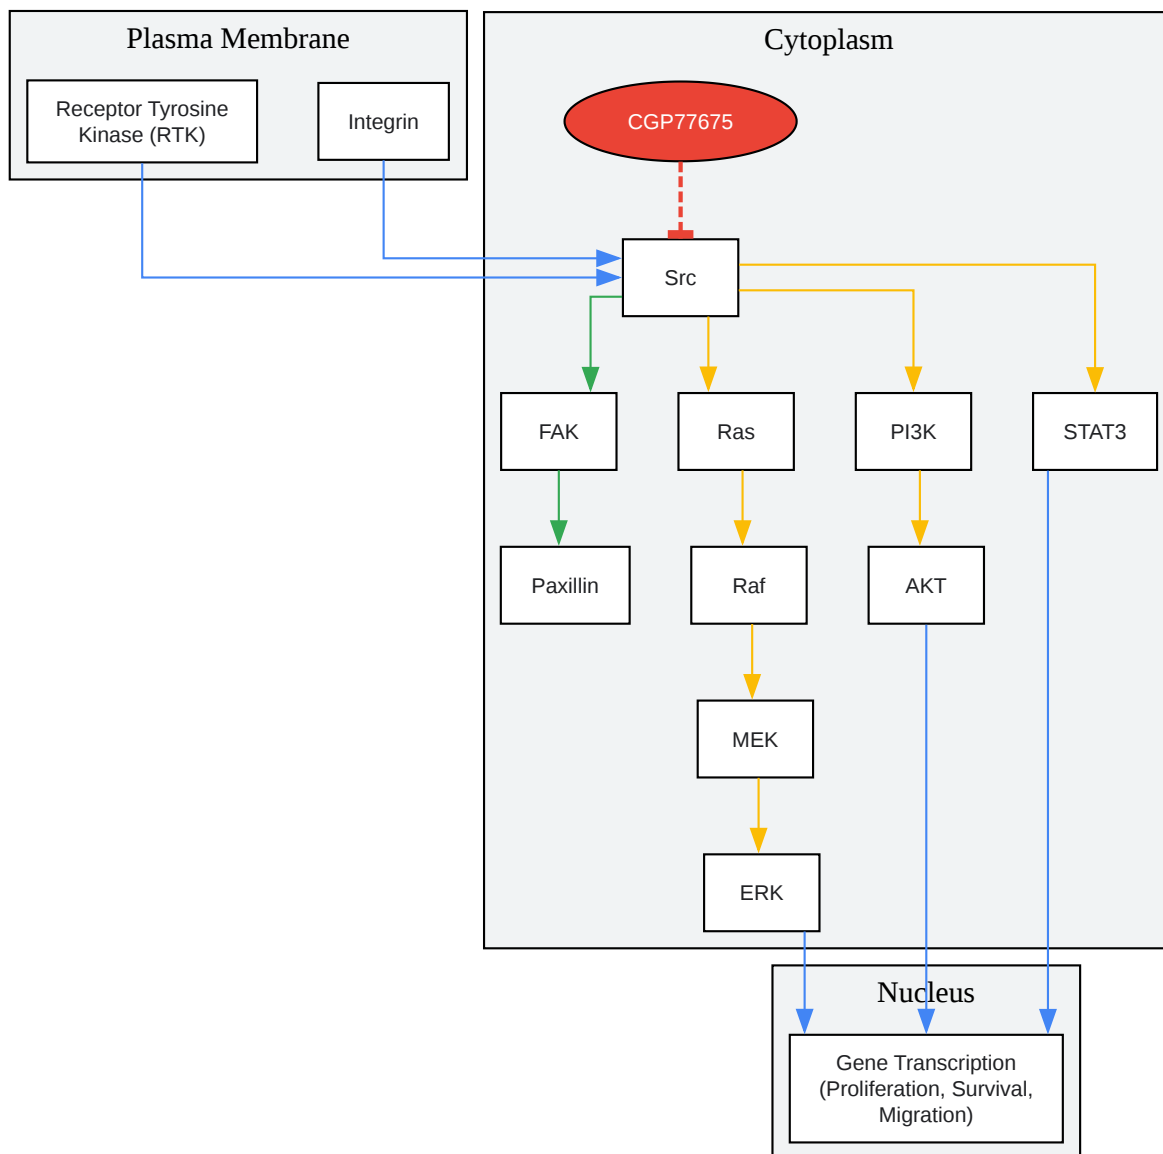 Plasma Membrane
Receptor Tyrosine
Kinase (RTK)
Integrin
Cytoplasm
CGP77675
Src
FAK
Ras
PI3K
STAT3
Paxillin
Raf
AKT
MEK
ERK
Nucleus
Gene Transcription
(Proliferation, Survival,
Migration)